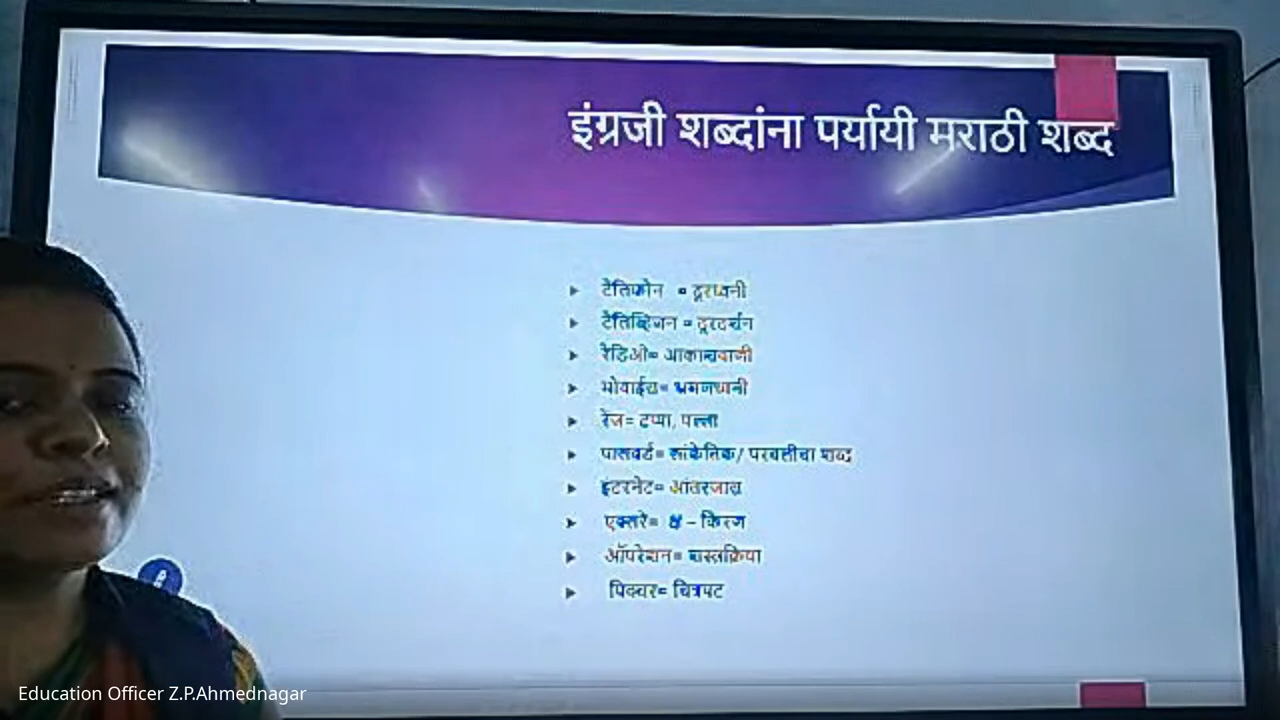 इंग्रजी शब्दांना पर्यायी मराठी शब्द
टेलिफोन = दूरध्वनी
टेलिव्हिजन = दूरदर्शन
रेडिओ= आकाशवाणी
मोबाईल= भ्रमणध्वनी
रेंज= टप्पा, पल्ला
पासवर्ड= सांकेतिक/ परवलीचा शब्द
इंटरनेट= आंतरजाल
एक्सरे= क्ष – किरण
ऑपरेशन= शस्त्रक्रिया
पिक्चर= चित्रपट
Education Officer Z.P.Ahmednagar